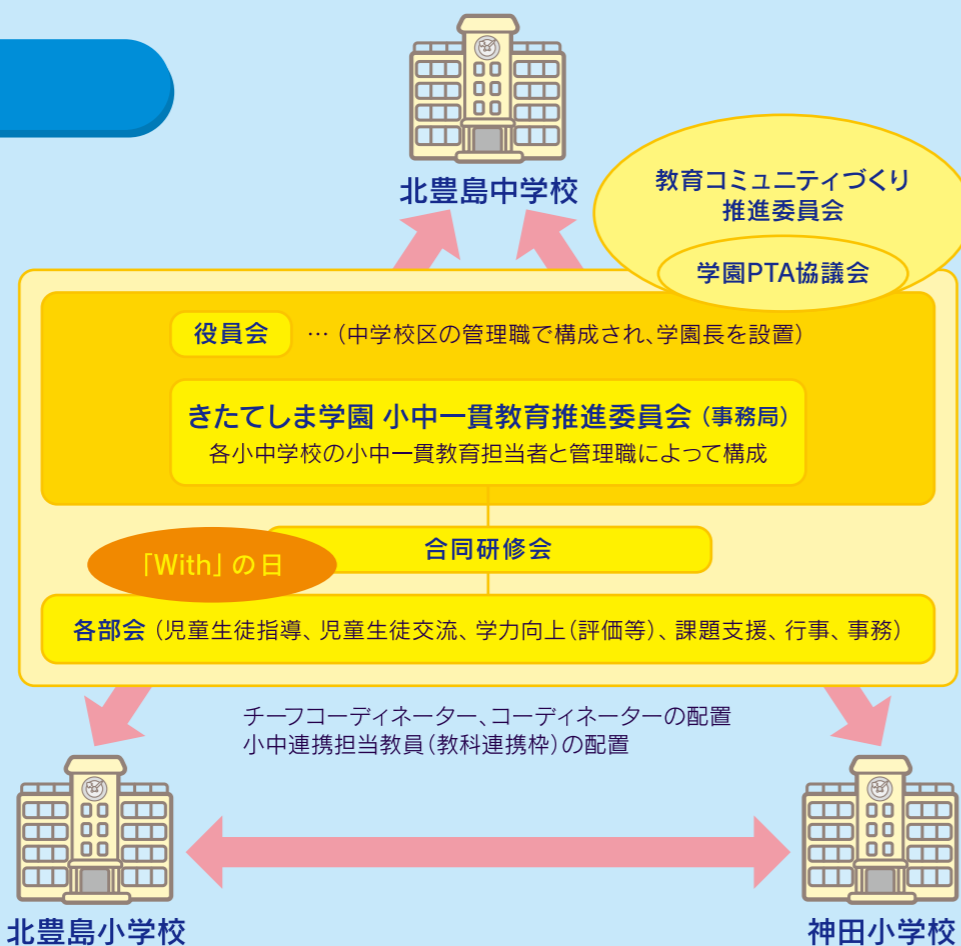 北豊島中学校
教育コミュニティづくり
推進委員会
学園PTA協議会
役員会 …(中学校区の管理職で構成され、学園長を設置)
きたてしま学園 小中一貫教育推進委員会(事務局)
各小中学校の小中一貫教育担当者と管理職によって構成
合同研修会
「With」の日
各部会(児童生徒指導、児童生徒交流、学力向上(評価等)、課題支援、行事、事務)
チーフコーディネーター、コーディネーターの配置
小中連携担当教員(教科連携枠)の配置
北豊島小学校
神田小学校